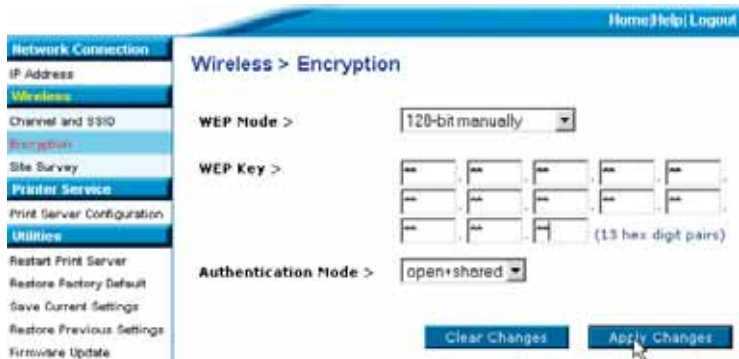 Home|Help|Logout
Network Connection
IP Address
Wireless
Channel and SSID
Encryption
Site Survey
Printer Service
Print Server Configuration
Utilities
Restart Print Server
Restore Factory Default
Save Current Settings
Restore Previous Settings
Firmware Update
Wireless > Encryption
WEP Mode >
128-bit manually
WEP Key >
** . ** . ** . ** . ** .
** . ** . ** . ** . ** .
** . ** . ** (13 hex digit pairs)
Authentication Mode >
open+shared
Clear Changes
Apply Changes